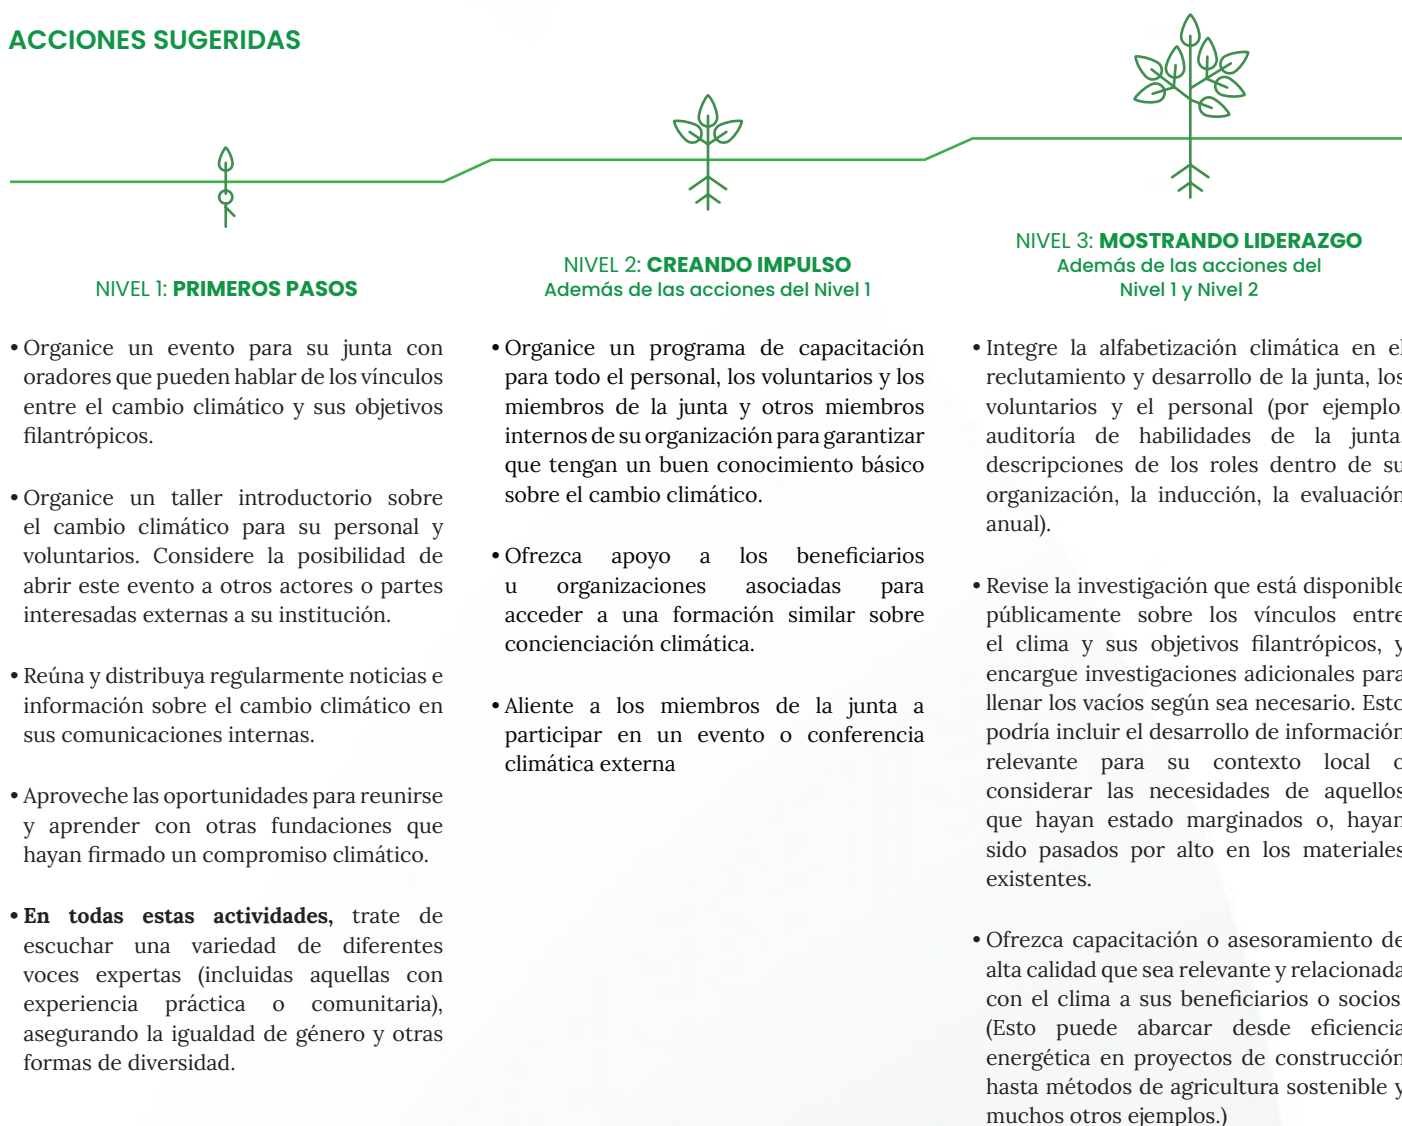 ACCIONES SUGERIDAS
NIVEL 1: PRIMEROS PASOS
• Organice un evento para su junta con
oradores que pueden hablar de los vínculos
entre el cambio climático y sus objetivos
filantrópicos.
• Organice un taller introductorio sobre
el cambio climático para su personal y
voluntarios. Considere la posibilidad de
abrir este evento a otros actores o partes
interesadas externas a su institución.
• Reúna y distribuya regularmente noticias e
información sobre el cambio climático en
sus comunicaciones internas.
• Aproveche las oportunidades para reunirse
y aprender con otras fundaciones que
hayan firmado un compromiso climático.
• En todas estas actividades, trate de
escuchar una variedad de diferentes
voces expertas (incluidas aquellas con
experiencia práctica o comunitaria),
asegurando la igualdad de género y otras
formas de diversidad.
NIVEL 2: CREANDO IMPULSO
Además de las acciones del Nivel 1
• Organice un programa de capacitación
para todo el personal, los voluntarios y los
miembros de la junta y otros miembros
internos de su organización para garantizar
que tengan un buen conocimiento básico
sobre el cambio climático.
• Ofrezca apoyo a los beneficiarios
u organizaciones asociadas para
acceder a una formación similar sobre
concienciación climática.
• Aliente a los miembros de la junta a
participar en un evento o conferencia
climática externa
NIVEL 3: MOSTRANDO LIDERAZGO
Además de las acciones del
Nivel 1 y Nivel 2
• Integre la alfabetización climática en el
reclutamiento y desarrollo de la junta, los
voluntarios y el personal (por ejemplo,
auditoría de habilidades de la junta,
descripciones de los roles dentro de su
organización, la inducción, la evaluación
anual).
• Revise la investigación que está disponible
públicamente sobre los vínculos entre
el clima y sus objetivos filantrópicos, y
encargue investigaciones adicionales para
llenar los vacíos según sea necesario. Esto
podría incluir el desarrollo de información
relevante para su contexto local o
considerar las necesidades de aquellos
que hayan estado marginados o, hayan
sido pasados por alto en los materiales
existentes.
• Ofrezca capacitación o asesoramiento de
alta calidad que sea relevante y relacionada
con el clima a sus beneficiarios o socios.
(Esto puede abarcar desde eficiencia
energética en proyectos de construcción
hasta métodos de agricultura sostenible y
muchos otros ejemplos.)